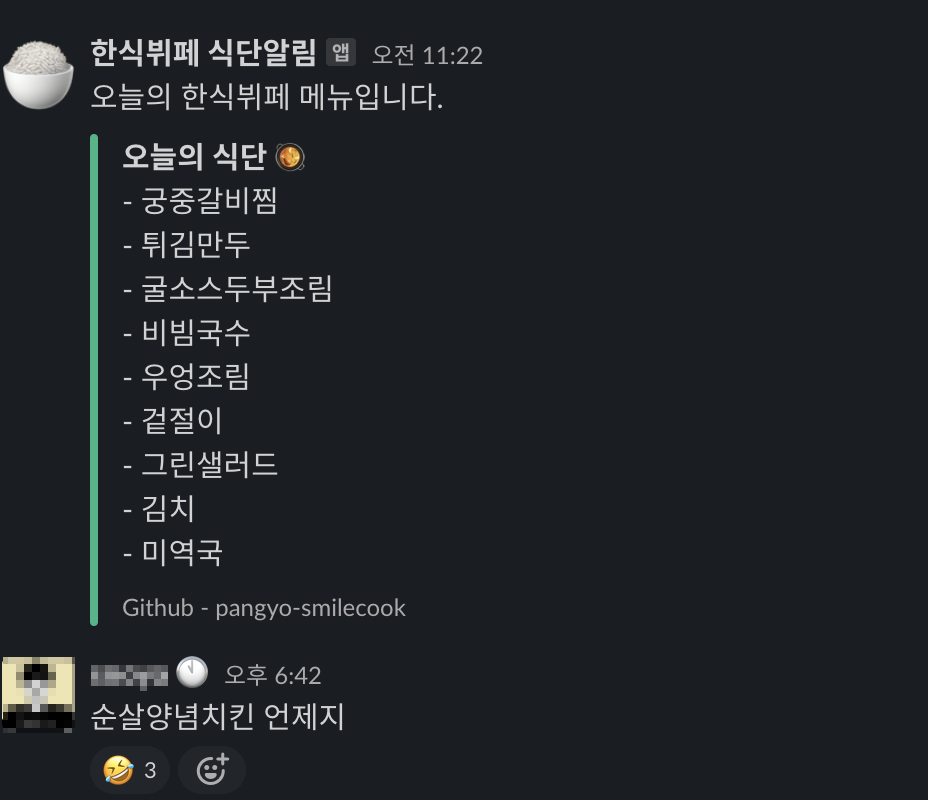 한식뷔페 식단알림 앱 오전 11:22
오늘의 한식뷔페 메뉴입니다.
오늘의 식단
- 궁중갈비찜
- 튀김만두
- 굴소스두부조림
- 비빔국수
- 우엉조림
- 겉절이
- 그린샐러드
- 김치
- 미역국
Github - pangyo-smilecook
오후 6:42
순살양념치킨 언제지
3